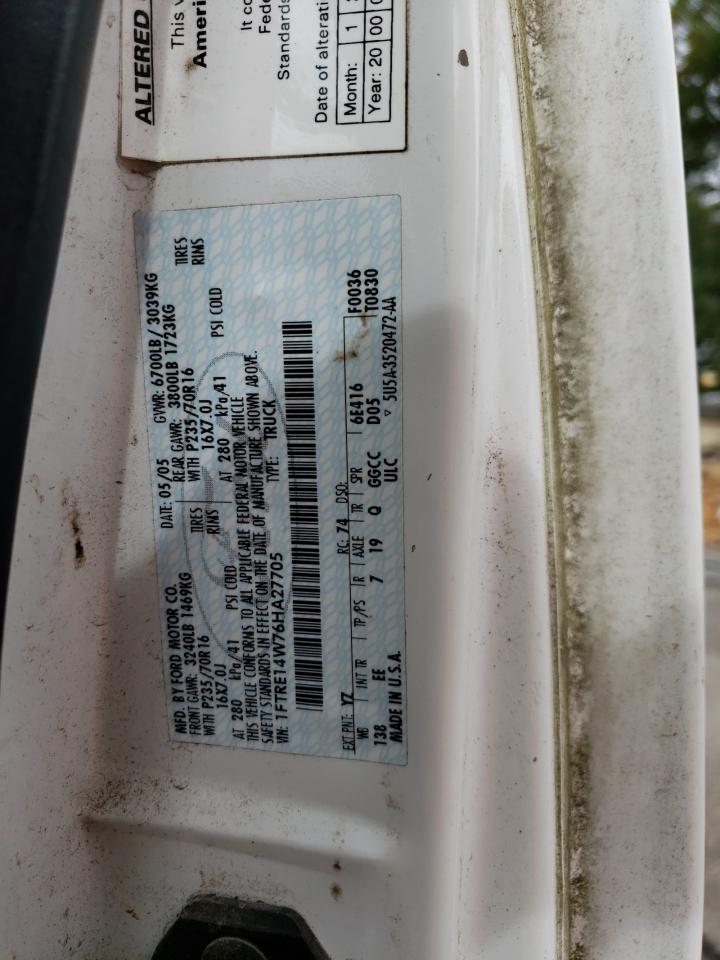 ALTERED
This v
Ameri
It co
Fede
Standards
Date of alterati
Month: 1
Year: 20 00
MFD. BY FORD MOTOR CO.
DATE: 05/05 GVWR: 6700LB/ 3039KG
FRONT GAWR: 3240LB 1469KG REAR GAWR: 3800LB 1723KG
WITH P235/70R16 TIRES WITH P235/70R16 TIRES
16X7.0J RIMS 16X7.0J RIMS
AT 280 kPa/41 PSI COLD AT 280 kPa/41 PSI COLD
THIS VEHICLE CONFORMS TO ALL APPLICABLE FEDERAL MOTOR VEHICLE
SAFETY STANDARDS IN EFFECT ON THE DATE OF MANUFACTURE SHOWN ABOVE.
VIN: 1FTRE14W76HA27705 TYPE: TRUCK
EXT PNT: YZ RC: 74 DSO: F0036
WB INT TR TP/PS R AXLE TR SPR 6E416 T0830
138 EE 7 19 Q GGCC D05
MADE IN U.S.A. ULC ▽ 5U5A-3520472-AA